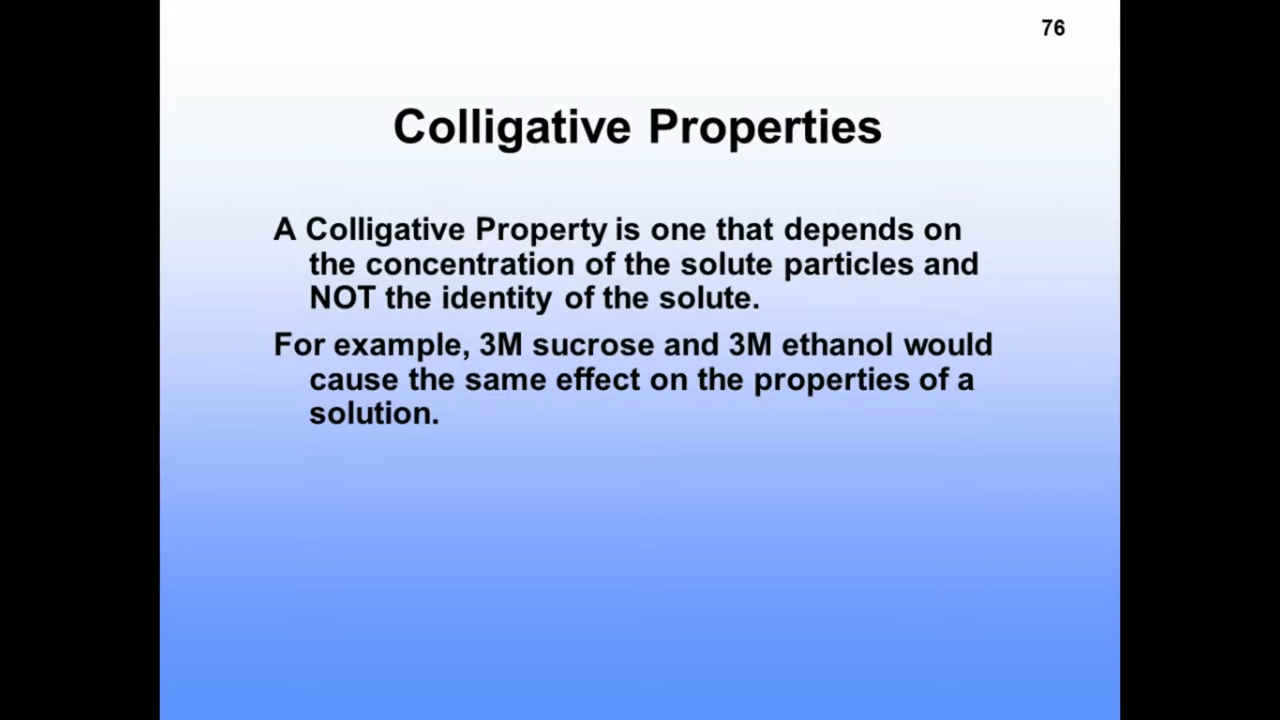 76
Colligative Properties
A Colligative Property is one that depends on
the concentration of the solute particles and
NOT the identity of the solute.
For example, 3M sucrose and 3M ethanol would
cause the same effect on the properties of a
solution.